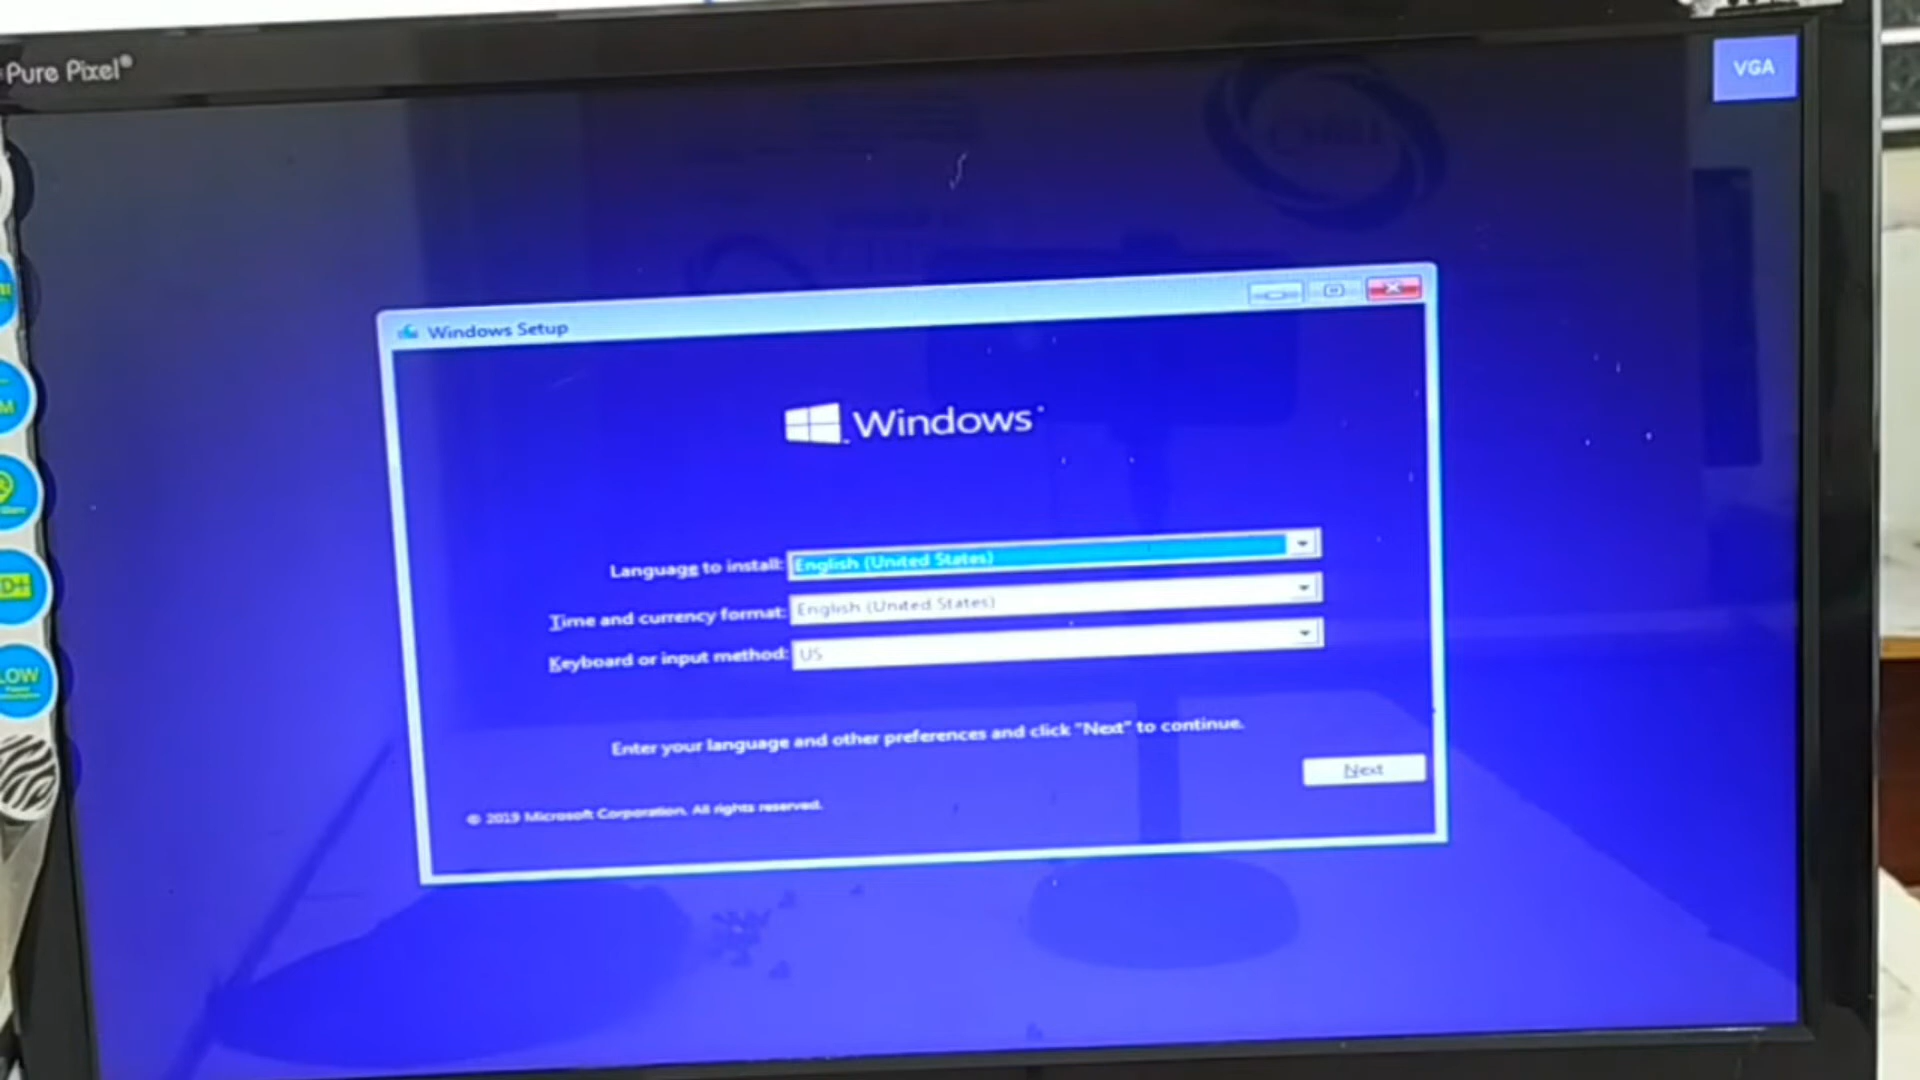 Pure Pixel®
VGA
Windows Setup
Windows
Language to install: English (United States)
Time and currency format: English (United States)
Keyboard or input method: US
Enter your language and other preferences and click "Next" to continue.
Next
© 2019 Microsoft Corporation. All rights reserved.
D+
LOW